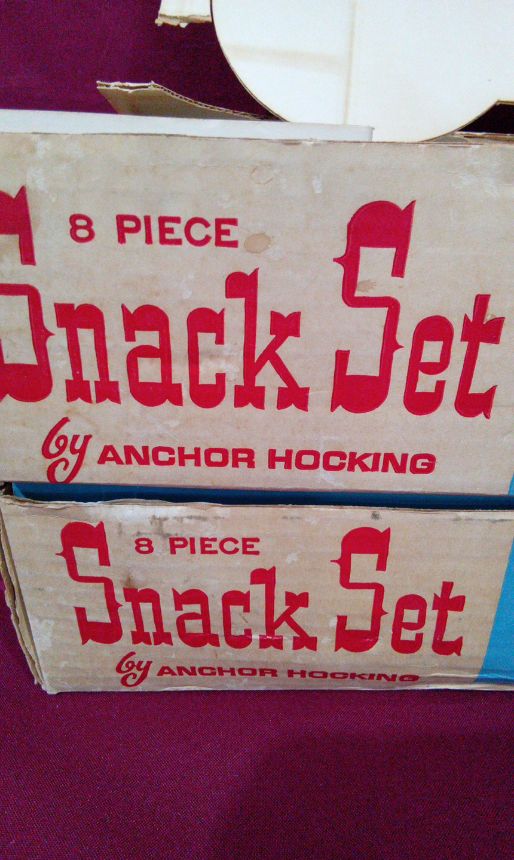 8 PIECE
Snack Set
by ANCHOR HOCKING
8 PIECE
Snack Set
by ANCHOR HOCKING